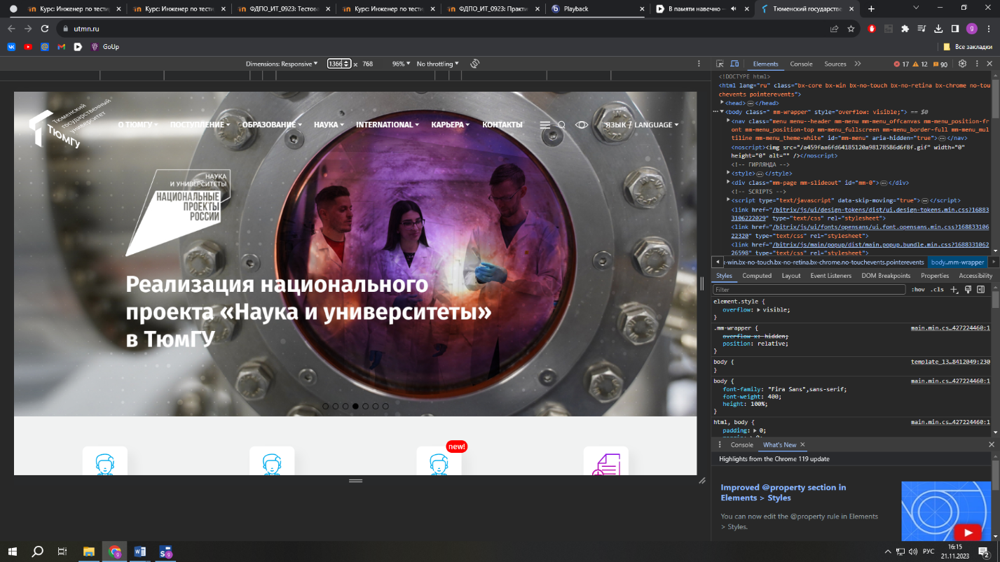 Курс: Инженер по тести
Курс: Инженер по тести
ФДПО_ИТ_0923: Тестова
Курс: Инженер по тести
ФДПО_ИТ_0923: Практи
Playback
В памяти навечно –
Тюменский государстве
utmn.ru
GoUp
Все закладки
Dimensions: Responsive
1366 x 768
96%
No throttling
Elements
Console
Sources
17
12
90
Тюменский
государственный
университет
ТЮМГУ
О ТЮМГУ
ПОСТУПЛЕНИЕ
ОБРАЗОВАНИЕ
НАУКА
INTERNATIONAL
КАРЬЕРА
КОНТАКТЫ
ЯЗЫК / LANGUAGE
НАУКА
И УНИВЕРСИТЕТЫ
НАЦИОНАЛЬНЫЕ
ПРОЕКТЫ
РОССИИ
Реализация национального
проекта «Наука и университеты»
в ТюмГУ
new!
<!DOCTYPE html>
<html lang="ru" class="bx-core bx-win bx-no-touch bx-no-retina bx-chrome no-tou
chevents pointerevents">
<head>…</head>
<body class=" mm-wrapper" style="overflow: visible;"> == $0
<nav class="menu menu--header mm-menu mm-menu_offcanvas mm-menu_position-fr
ont mm-menu_position-top mm-menu_fullscreen mm-menu_border-full mm-menu_mul
tiline mm-menu_theme-white" id="mm-menu" aria-hidden="true">…</nav>
<noscript><img src="/a459faa6fd64185120a98178586d6f8f.gif" width="0"
height="0" alt="" /></noscript>
<!-- ГИРЛЯНДА -->
<style>…</style>
<div class="mm-page mm-slideout" id="mm-0">…</div>
<!-- SCRIPTS -->
<script type="text/javascript" data-skip-moving="true">…</script>
<link href="/bitrix/js/ui/design-tokens/dist/ui.design-tokens.min.css?16883
3106222029" type="text/css" rel="stylesheet">
<link href="/bitrix/js/ui/fonts/opensans/ui.font.opensans.min.css?168833106
22320" type="text/css" rel="stylesheet">
<link href="/bitrix/js/main/popup/dist/main.popup.bundle.min.css?1688331062
26598" type="text/css" rel="stylesheet">
-win.bx-no-touch.bx-no-retina.bx-chrome.no-touchevents.pointerevents
body.​.mm-wrapper
Styles
Computed
Layout
Event Listeners
DOM Breakpoints
Properties
Accessibility
Filter
:hov
.cls
element.style {
overflow: visible;
}
.mm-wrapper {
main.min.cs…427224460:1
overflow-x: hidden;
position: relative;
}
body {
template_13…8412049:230
}
body {
main.min.cs…427224460:1
font-family: "Fira Sans",sans-serif;
font-weight: 400;
height: 100%;
}
html, body {
main.min.cs…427224460:1
padding: 0;
Console
What's New
Highlights from the Chrome 119 update
Improved @property section in
Elements > Styles
You can now edit the @property rule in Elements
> Styles.
РУС
16:15
21.11.2023
2